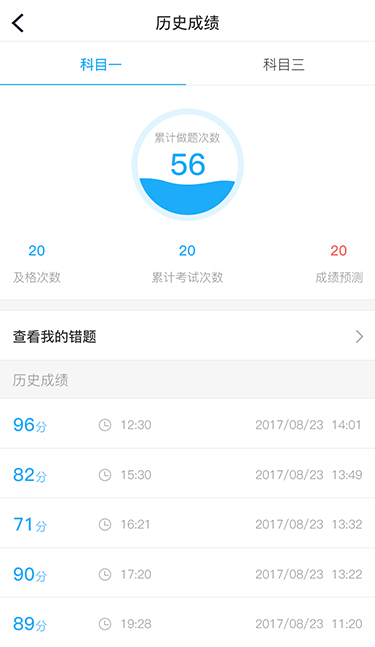 历史成绩
科目一 科目三
累计做题次数
56
20 20 20
及格次数 累计考试次数 成绩预测
查看我的错题
历史成绩
96分 12:30 2017/08/23 14:01
82分 15:30 2017/08/23 13:49
71分 16:21 2017/08/23 13:32
90分 17:20 2017/08/23 13:22
89分 19:28 2017/08/23 11:20